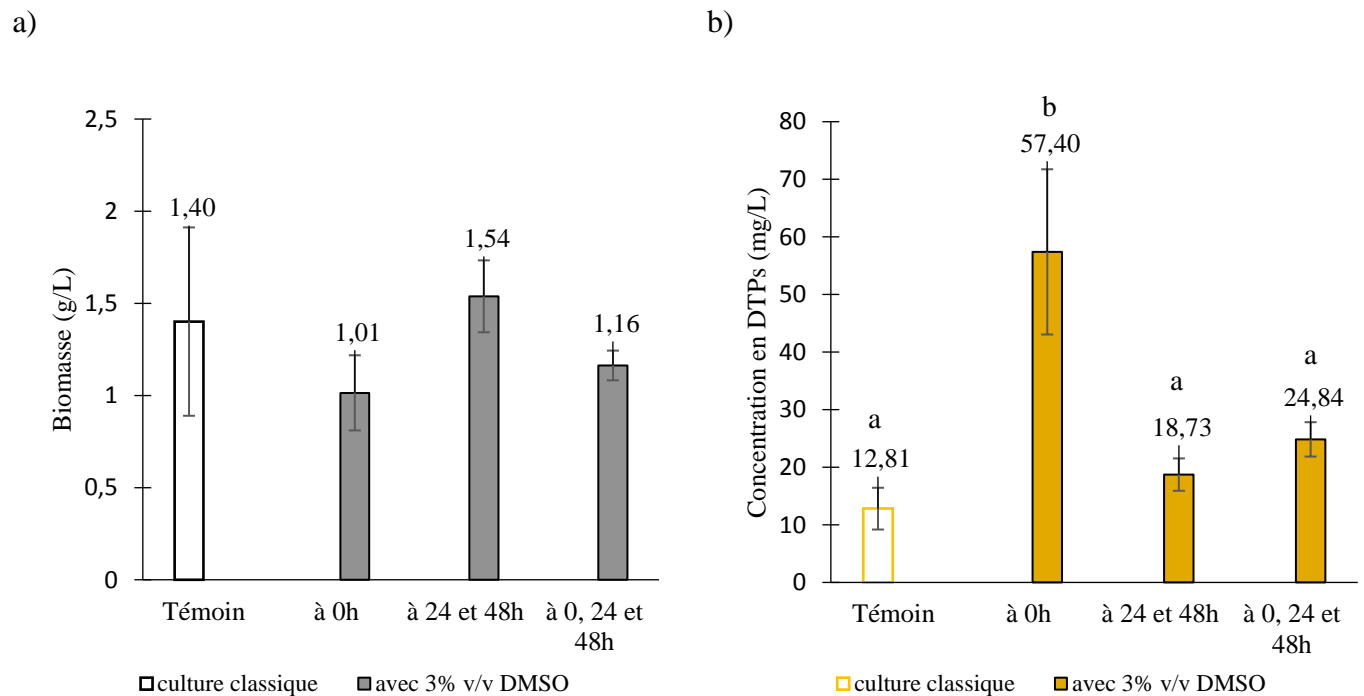 a)
2,5
2
1,5
1
0,5
0
Biomasse (g/L)
1,40
1,01
1,54
1,16
Témoin
à 0h
à 24 et 48h
à 0, 24 et
48h
culture classique
avec 3% v/v DMSO
b)
80
70
60
50
40
30
20
10
0
Concentration en DTPs (mg/L)
a
12,81
b
57,40
a
18,73
a
24,84
Témoin
à 0h
à 24 et 48h
à 0, 24 et
48h
culture classique
avec 3% v/v DMSO